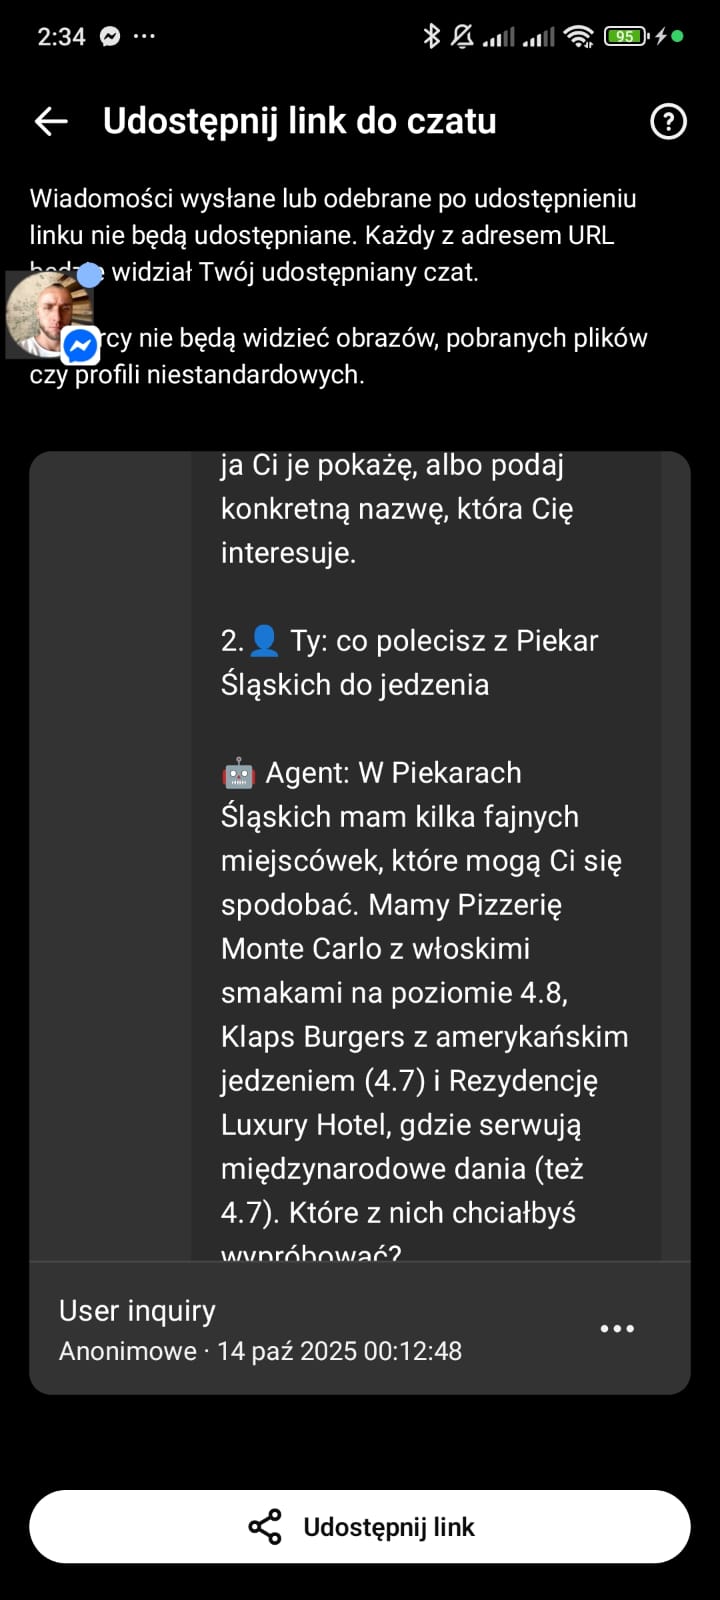 2:34
95
Udostępnij link do czatu
Wiadomości wysłane lub odebrane po udostępnieniu
linku nie będą udostępniane. Każdy z adresem URL
będzie widział Twój udostępniany czat.
rcy nie będą widzieć obrazów, pobranych plików
czy profili niestandardowych.
ja Ci je pokażę, albo podaj
konkretną nazwę, która Cię
interesuje.
2.👤 Ty: co polecisz z Piekar
Śląskich do jedzenia
🤖 Agent: W Piekarach
Śląskich mam kilka fajnych
miejscówek, które mogą Ci się
spodobać. Mamy Pizzerię
Monte Carlo z włoskimi
smakami na poziomie 4.8,
Klaps Burgers z amerykańskim
jedzeniem (4.7) i Rezydencję
Luxury Hotel, gdzie serwują
międzynarodowe dania (też
4.7). Które z nich chciałbyś
wypróbować?
User inquiry
Anonimowe · 14 paź 2025 00:12:48
Udostępnij link